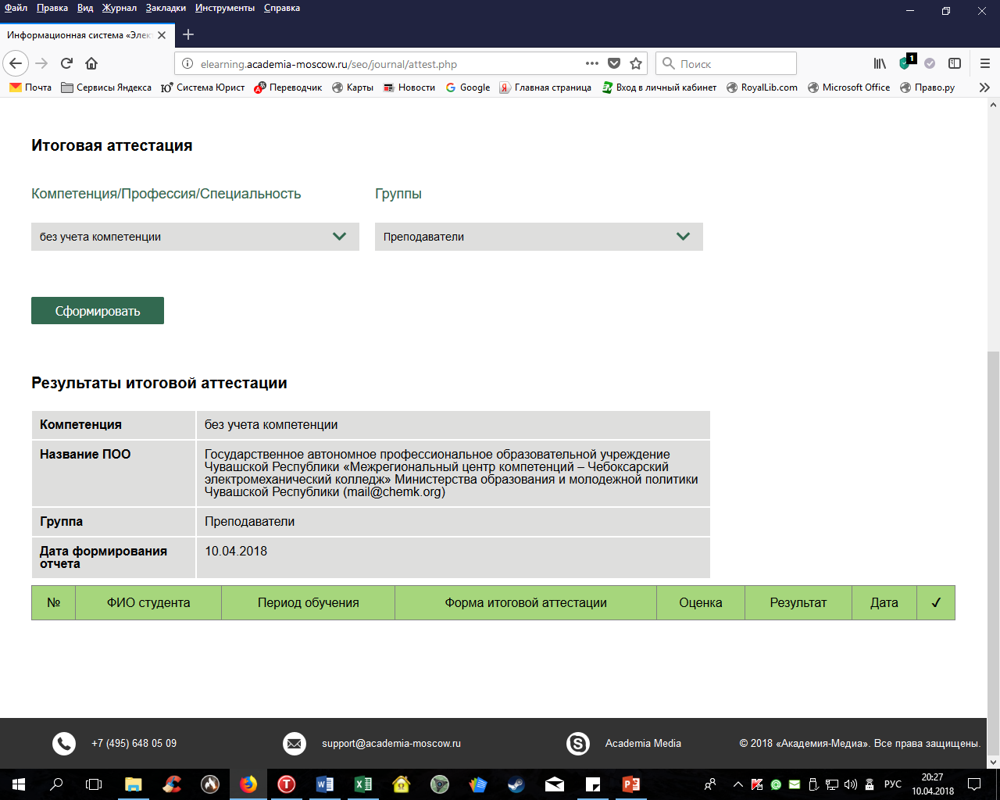 Файл Правка Вид Журнал Закладки Инструменты Справка
Информационная система «Элек
elearning.academia-moscow.ru/seo/journal/attest.php
Поиск
1
Почта Сервисы Яндекса Система Юрист Переводчик Карты Новости Google Главная страница Вход в личный кабинет RoyalLib.com Microsoft Office Право.ру
Итоговая аттестация
Компетенция/Профессия/Специальность Группы
без учета компетенции Преподаватели
Сформировать
Результаты итоговой аттестации
Компетенция без учета компетенции
Название ПОО Государственное автономное профессиональное образовательной учреждение
Чувашской Республики «Межрегиональный центр компетенций – Чебоксарский
электромеханический колледж» Министерства образования и молодежной политики
Чувашской Республики (mail@chemk.org)
Группа Преподаватели
Дата формирования 10.04.2018
отчета
№ ФИО студента Период обучения Форма итоговой аттестации Оценка Результат Дата ✓
+7 (495) 648 05 09 support@academia-moscow.ru Academia Media © 2018 «Академия-Медиа». Все права защищены.
РУС
20:27
10.04.2018